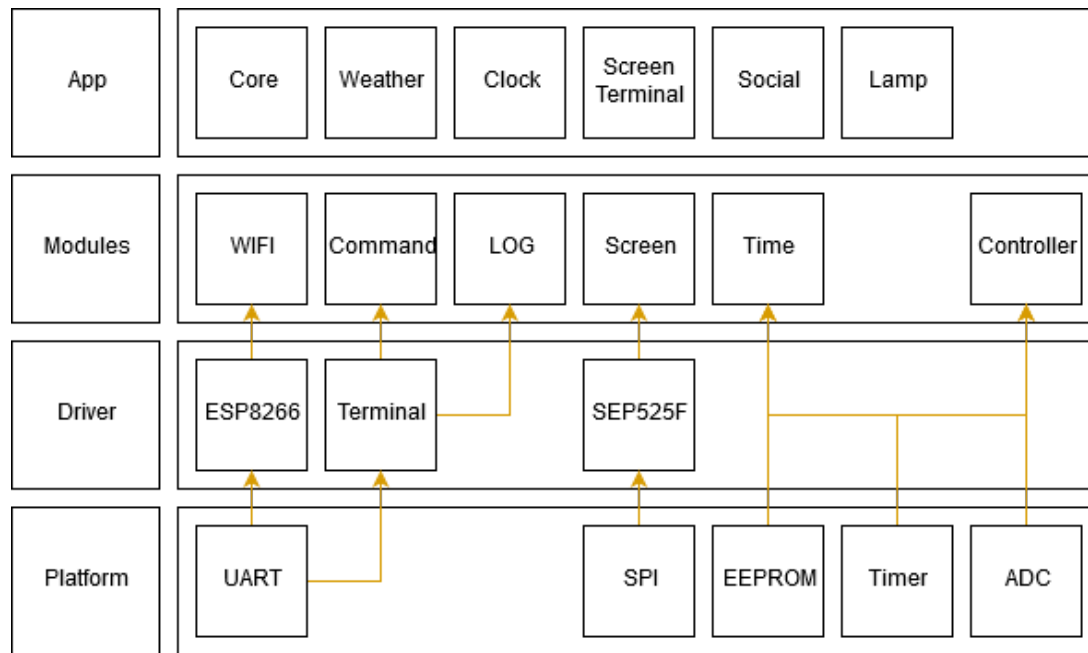 App
Core
Weather
Clock
Screen
Terminal
Social
Lamp
Modules
WIFI
Command
LOG
Screen
Time
Controller
Driver
ESP8266
Terminal
SEP525F
Platform
UART
SPI
EEPROM
Timer
ADC